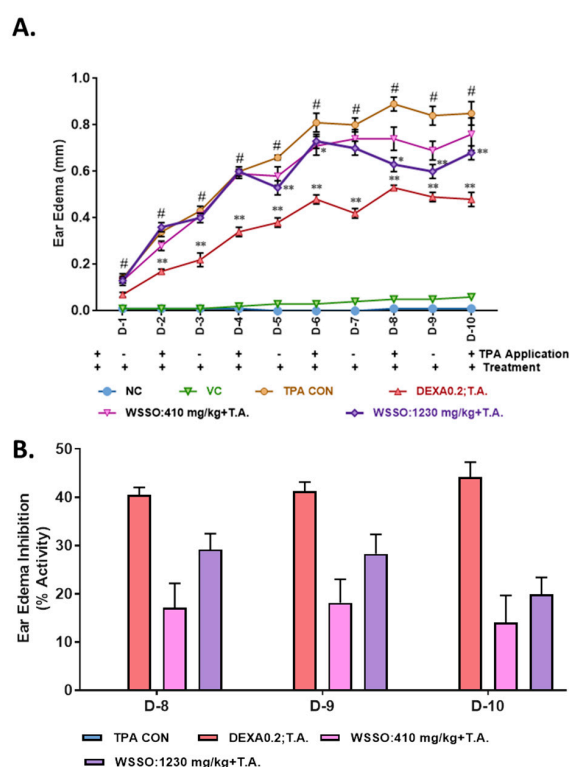 A.
Ear Edema (mm)
1.0
0.8
0.6
0.4
0.2
0.0
# # # # # # # # # #
** ** ** ** ** * ** * ** ** ** ** **
D-1 D-2 D-3 D-4 D-5 D-6 D-7 D-8 D-9 D-10
+ - + - + - + - + - + TPA Application
+ + + + + + + + + + Treatment
NC VC TPA CON DEXA0.2;T.A.
WSSO:410 mg/kg+T.A. WSSO:1230 mg/kg+T.A.
B.
Ear Edema Inhibition
(% Activity)
50
40
30
20
10
0
D-8 D-9 D-10
TPA CON DEXA0.2;T.A. WSSO:410 mg/kg+T.A.
WSSO:1230 mg/kg+T.A.